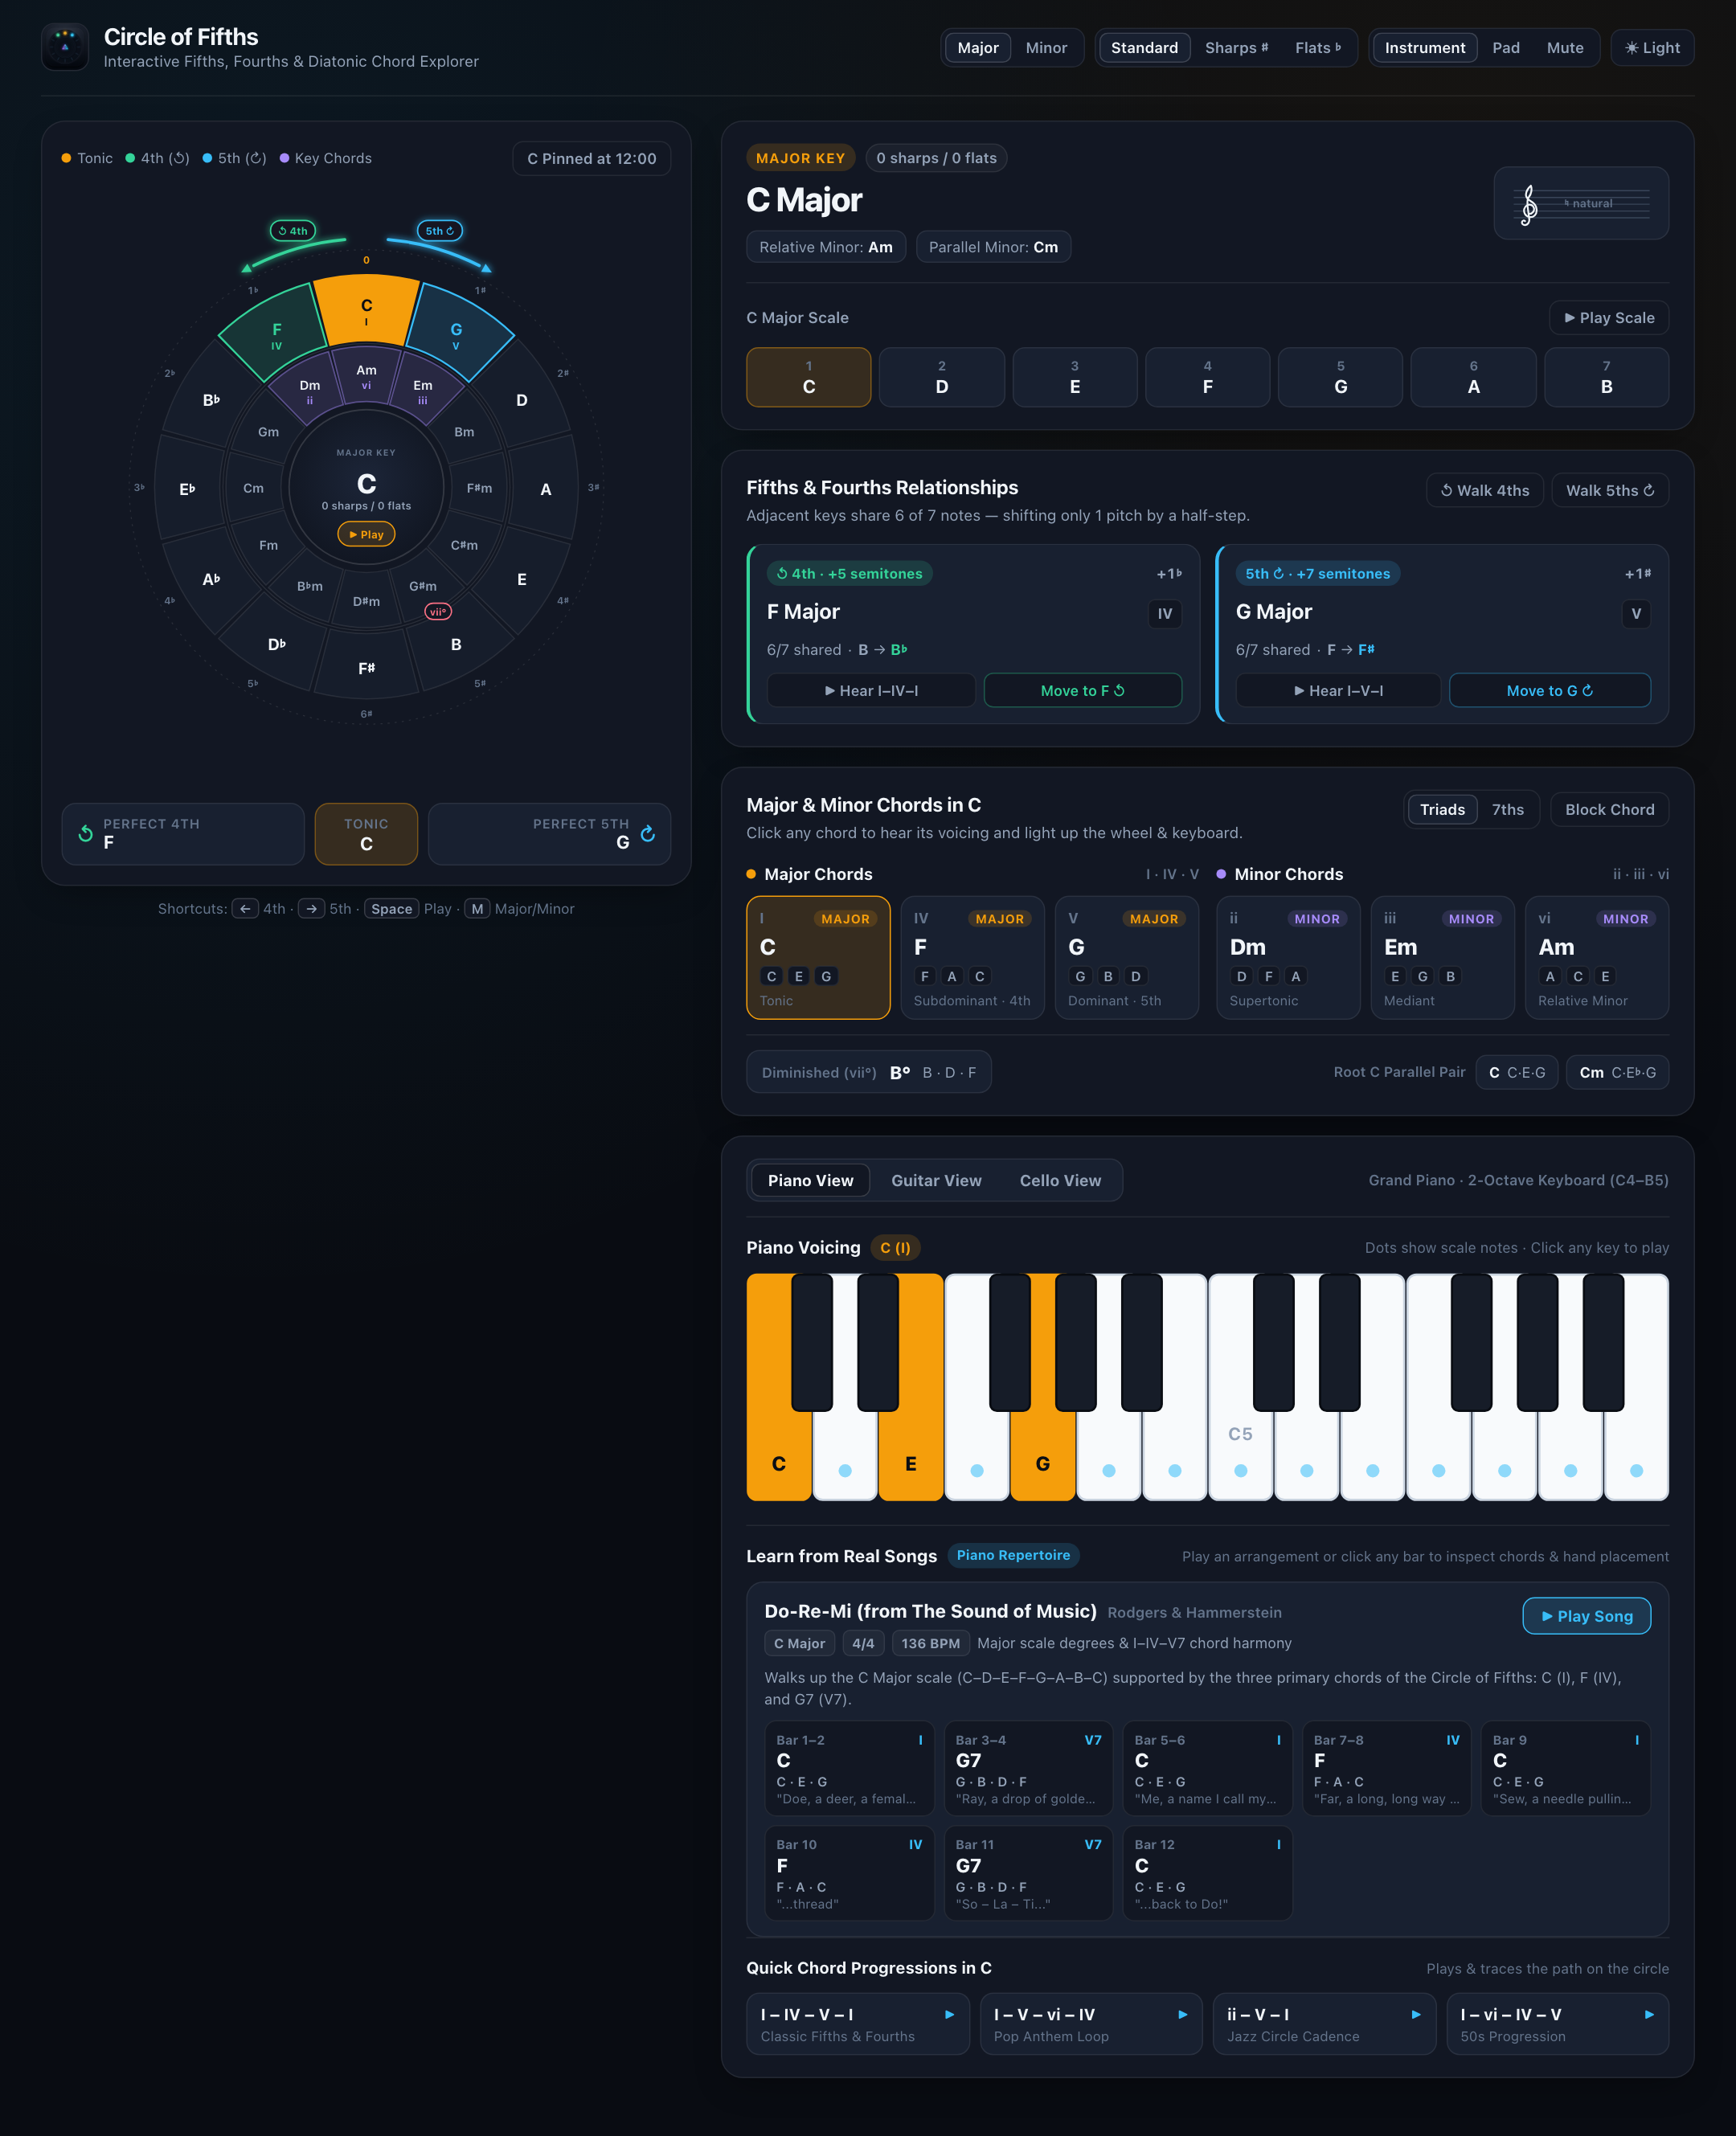 Circle of Fifths
Interactive Fifths, Fourths & Diatonic Chord Explorer
Major Minor
Standard Sharps ♯ Flats ♭
Instrument Pad Mute
☀ Light
Tonic 4th (↺) 5th (↻) Key Chords
C Pinned at 12:00
↺ 4th
5th ↻
0
1♭
1♯
C
I
F
IV
G
V
Am
vi
Dm
ii
Em
iii
2♭
2♯
B♭
D
Gm
Bm
MAJOR KEY
C
0 sharps / 0 flats
▶ Play
3♭
E♭
Cm
F♯m
A
3♯
Fm
C♯m
A♭
E
4♭
4♯
B♭m
G♯m
D♯m
vii°
D♭
B
F♯
5♭
5♯
6♯
PERFECT 4TH
↺ F
TONIC
C
PERFECT 5TH
G ↻
Shortcuts: ← 4th · → 5th · Space Play · M Major/Minor
MAJOR KEY 0 sharps / 0 flats
C Major
♮ natural
Relative Minor: Am Parallel Minor: Cm
C Major Scale
▶ Play Scale
1 2 3 4 5 6 7
C D E F G A B
Fifths & Fourths Relationships
↺ Walk 4ths Walk 5ths ↻
Adjacent keys share 6 of 7 notes — shifting only 1 pitch by a half-step.
↺ 4th · +5 semitones +1♭
F Major IV
6/7 shared · B → B♭
▶ Hear I–IV–I Move to F ↺
5th ↻ · +7 semitones +1♯
G Major V
6/7 shared · F → F♯
▶ Hear I–V–I Move to G ↻
Major & Minor Chords in C
Triads 7ths Block Chord
Click any chord to hear its voicing and light up the wheel & keyboard.
Major Chords I · IV · V
Minor Chords ii · iii · vi
I MAJOR
C
C E G
Tonic
IV MAJOR
F
F A C
Subdominant · 4th
V MAJOR
G
G B D
Dominant · 5th
ii MINOR
Dm
D F A
Supertonic
iii MINOR
Em
E G B
Mediant
vi MINOR
Am
A C E
Relative Minor
Diminished (vii°) B° B · D · F
Root C Parallel Pair C C·E·G Cm C·E♭·G
Piano View Guitar View Cello View
Grand Piano · 2-Octave Keyboard (C4–B5)
Piano Voicing C (I)
Dots show scale notes · Click any key to play
C5
C E G
Learn from Real Songs Piano Repertoire
Play an arrangement or click any bar to inspect chords & hand placement
Do-Re-Mi (from The Sound of Music) Rodgers & Hammerstein
▶ Play Song
C Major 4/4 136 BPM Major scale degrees & I–IV–V7 chord harmony
Walks up the C Major scale (C–D–E–F–G–A–B–C) supported by the three primary chords of the Circle of Fifths: C (I), F (IV),
and G7 (V7).
Bar 1–2 I
C
C · E · G
"Doe, a deer, a femal...
Bar 3–4 V7
G7
G · B · D · F
"Ray, a drop of golde...
Bar 5–6 I
C
C · E · G
"Me, a name I call my...
Bar 7–8 IV
F
F · A · C
"Far, a long, long way ...
Bar 9 I
C
C · E · G
"Sew, a needle pullin...
Bar 10 IV
F
F · A · C
"...thread"
Bar 11 V7
G7
G · B · D · F
"So – La – Ti..."
Bar 12 I
C
C · E · G
"...back to Do!"
Quick Chord Progressions in C
Plays & traces the path on the circle
I – IV – V – I ▶
Classic Fifths & Fourths
I – V – vi – IV ▶
Pop Anthem Loop
ii – V – I ▶
Jazz Circle Cadence
I – vi – IV – V ▶
50s Progression